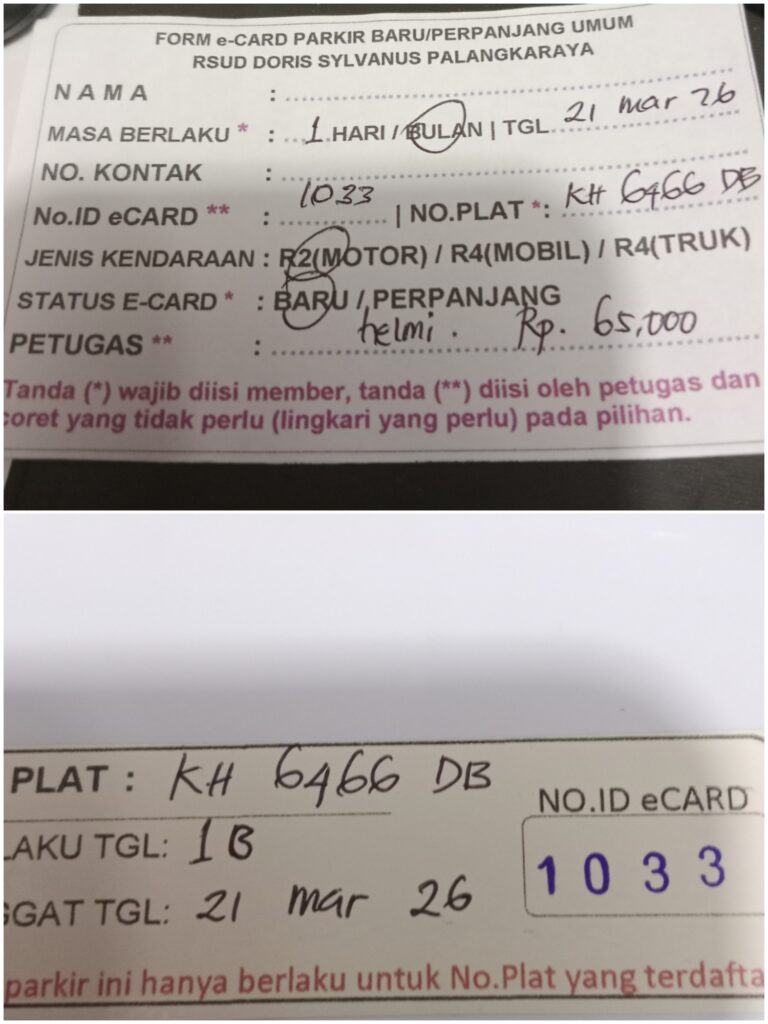 FORM e-CARD PARKIR BARU/PERPANJANG UMUM
RSUD DORIS SYLVANUS PALANGKARAYA
NAMA :
MASA BERLAKU * : 1 HARI / BULAN | TGL 21 mar 26
NO. KONTAK :
No.ID eCARD ** : 1033 | NO.PLAT *: KH 6466 DB
JENIS KENDARAAN : R2(MOTOR) / R4(MOBIL) / R4(TRUK)
STATUS E-CARD * : BARU / PERPANJANG
PETUGAS ** : helmi. Rp. 65,000
Tanda (*) wajib diisi member, tanda (**) diisi oleh petugas dan
coret yang tidak perlu (lingkari yang perlu) pada pilihan.
PLAT : KH 6466 DB
NO.ID eCARD
LAKU TGL: 1 B
1033
GGAT TGL: 21 mar 26
parkir ini hanya berlaku untuk No.Plat yang terdafta